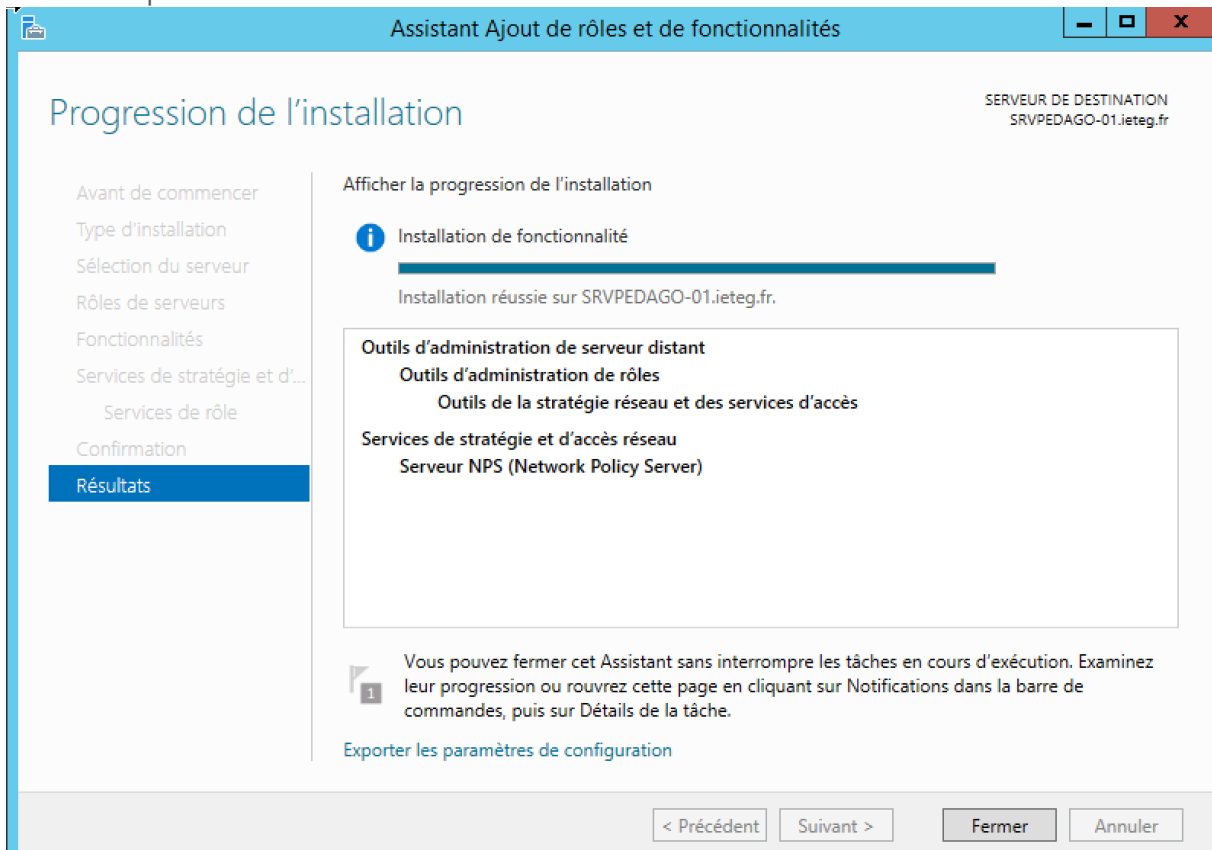 Assistant Ajout de rôles et de fonctionnalités
Progression de l'installation
SERVEUR DE DESTINATION
SRVPEDAGO-01.ieteg.fr
Avant de commencer
Type d'installation
Sélection du serveur
Rôles de serveurs
Fonctionnalités
Services de stratégie et d'...
Services de rôle
Confirmation
Résultats
Afficher la progression de l'installation
Installation de fonctionnalité
Installation réussie sur SRVPEDAGO-01.ieteg.fr.
Outils d'administration de serveur distant
Outils d'administration de rôles
Outils de la stratégie réseau et des services d'accès
Services de stratégie et d'accès réseau
Serveur NPS (Network Policy Server)
1
Vous pouvez fermer cet Assistant sans interrompre les tâches en cours d'exécution. Examinez
leur progression ou rouvrez cette page en cliquant sur Notifications dans la barre de
commandes, puis sur Détails de la tâche.
Exporter les paramètres de configuration
< Précédent
Suivant >
Fermer
Annuler